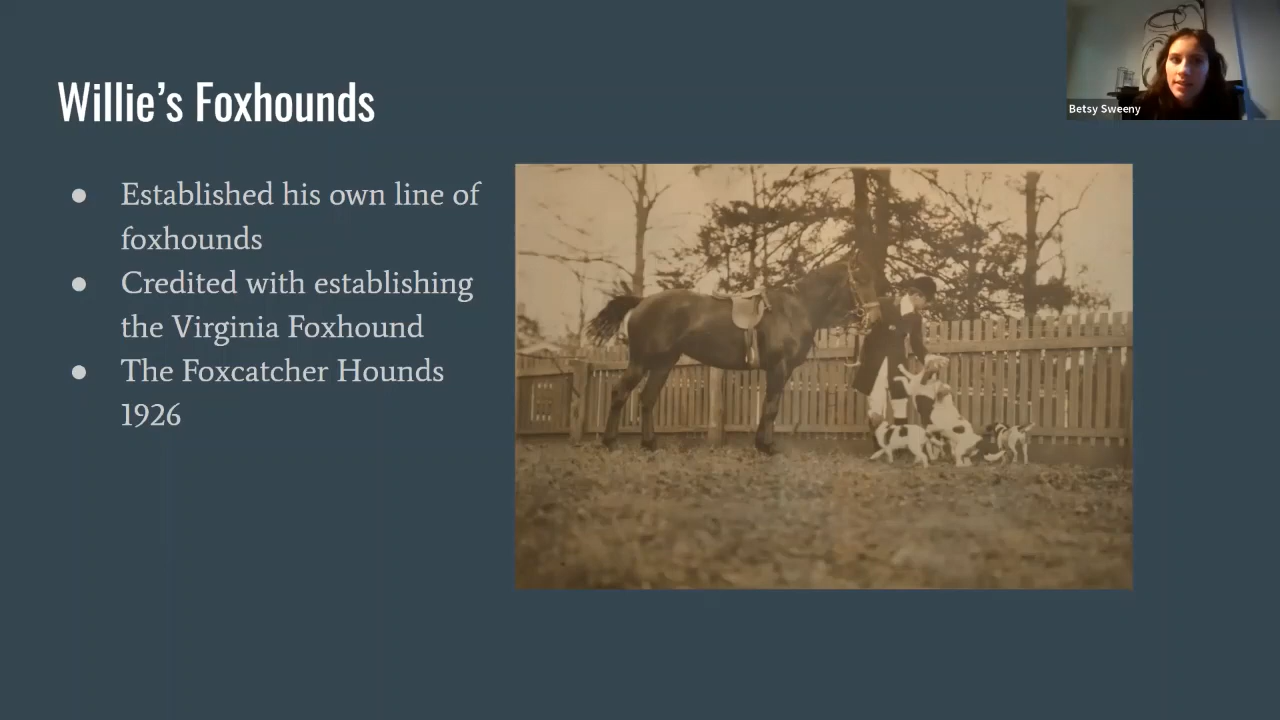 Willie’s Foxhounds
Betsy Sweeny
● Established his own line of
foxhounds
● Credited with establishing
the Virginia Foxhound
● The Foxcatcher Hounds
1926